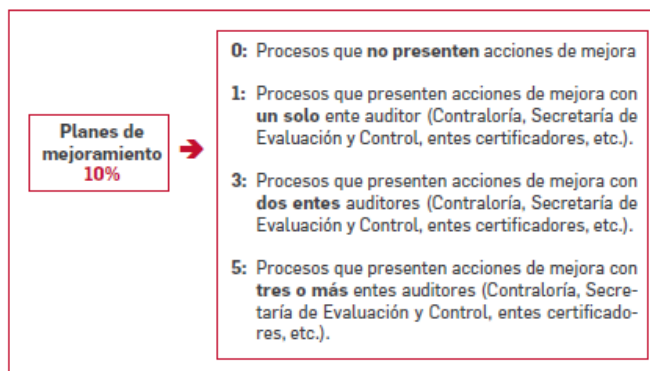 Planes de
mejoramiento
10%
0: Procesos que no presenten acciones de mejora
1: Procesos que presenten acciones de mejora con
un solo ente auditor (Contraloría, Secretaría de
Evaluación y Control, entes certificadores, etc.).
3: Procesos que presenten acciones de mejora con
dos entes auditores (Contraloría, Secretaría de
Evaluación y Control, entes certificadores, etc.).
5: Procesos que presenten acciones de mejora con
tres o más entes auditores (Contraloría, Secre-
taría de Evaluación y Control, entes certificado-
res, etc.).